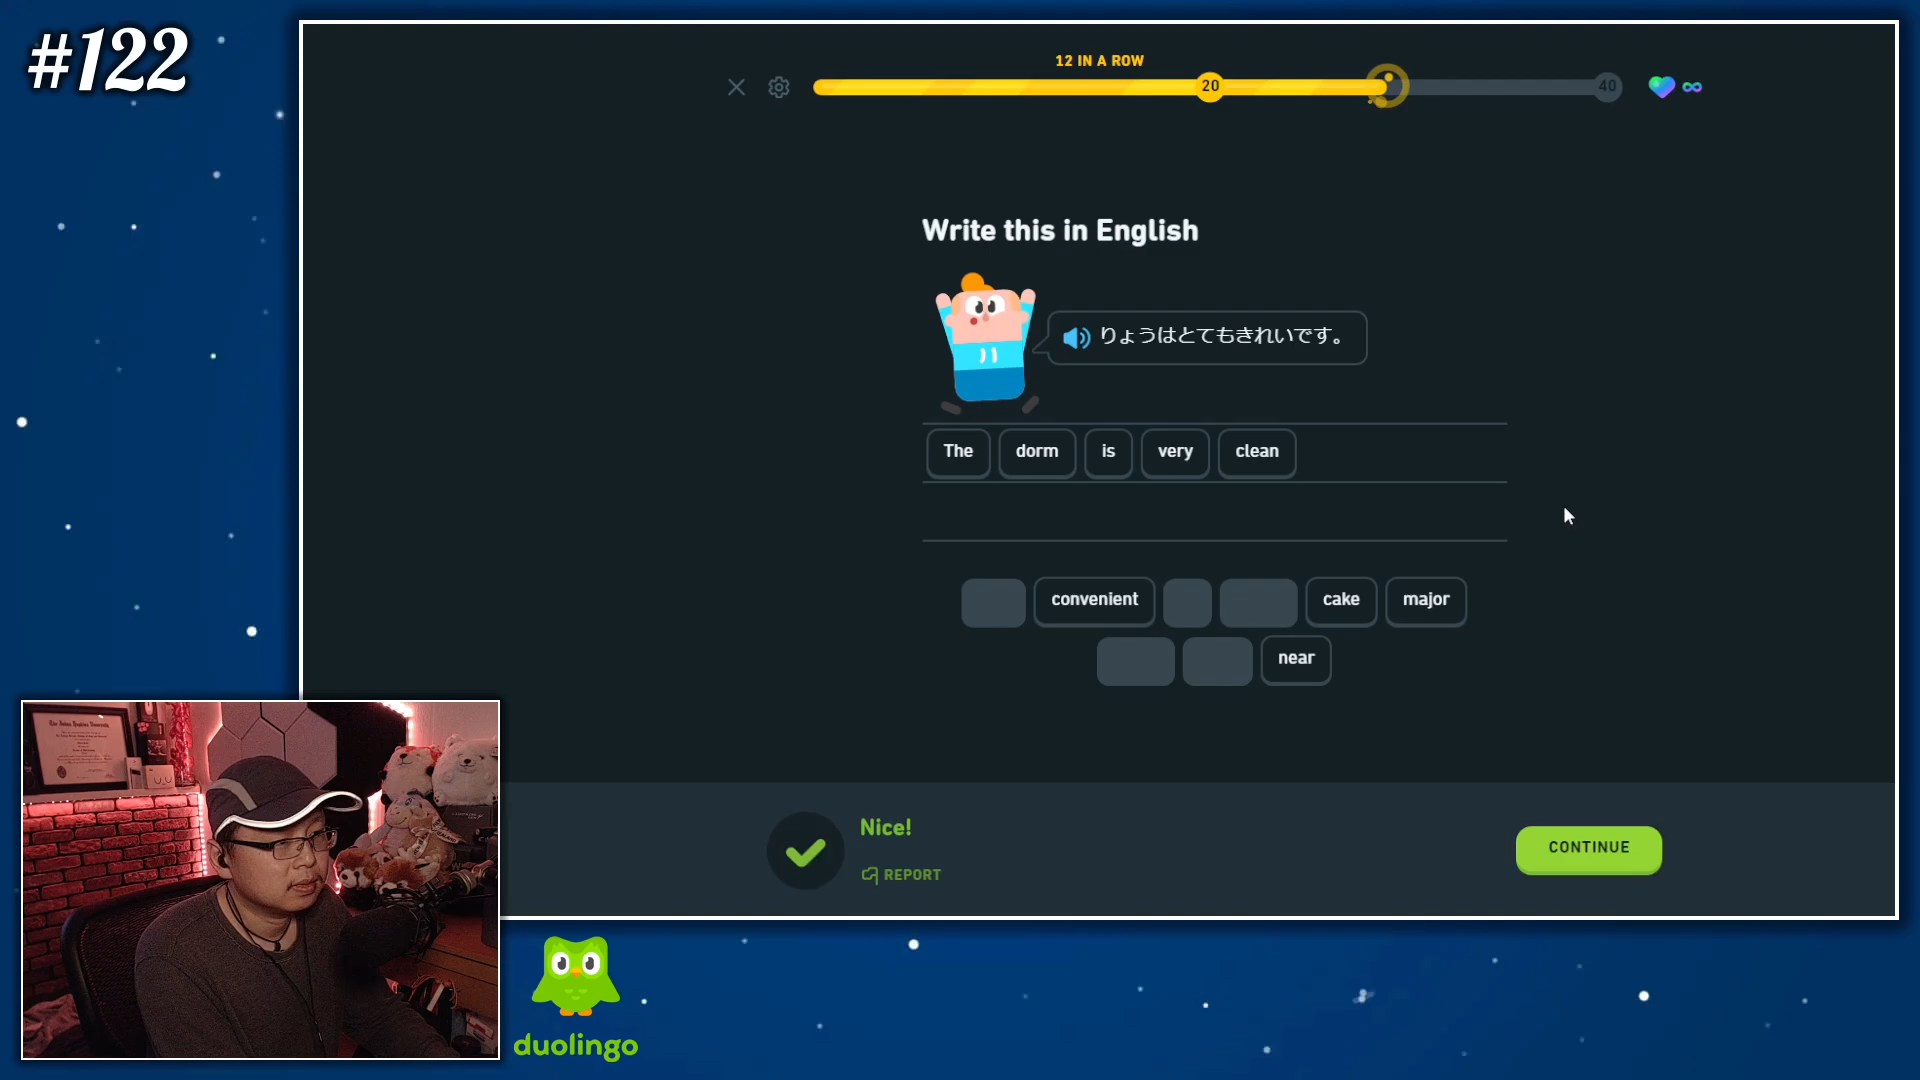 #122
12 IN A ROW
20
40
Write this in English
りょうはとてもきれいです。
The dorm is very clean
convenient cake major
near
Nice!
REPORT
CONTINUE
duolingo